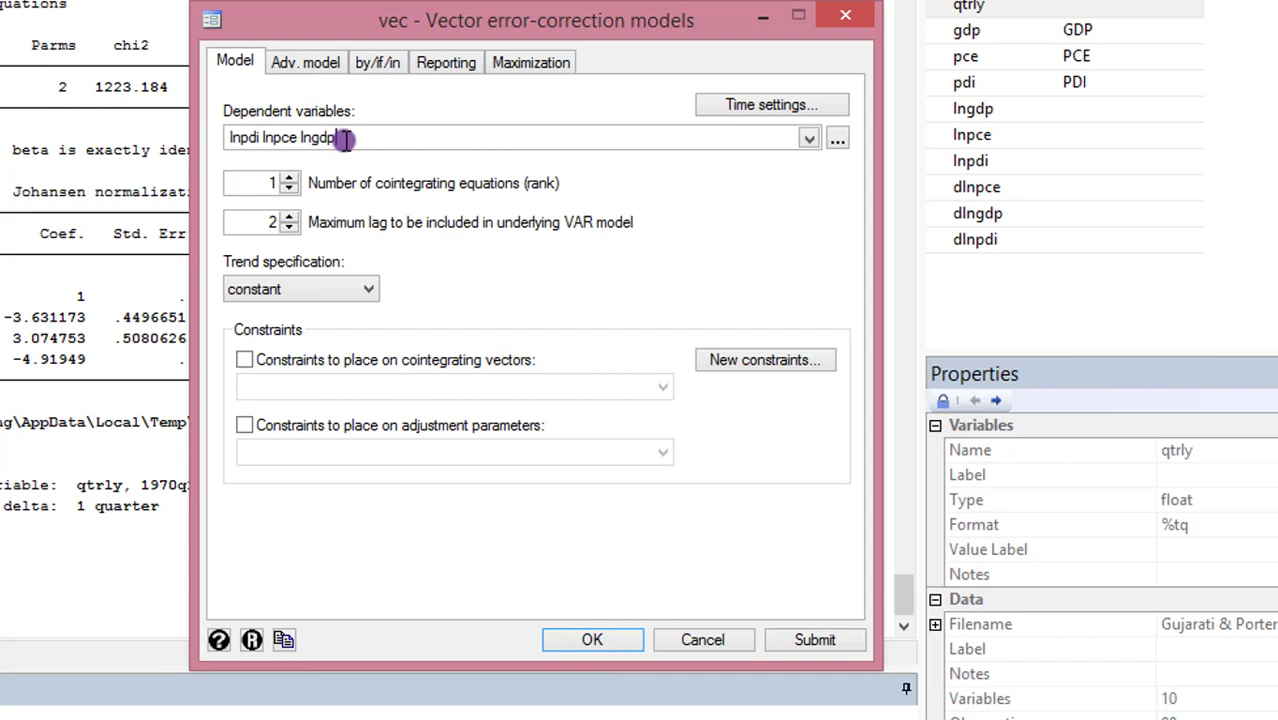 equations
Parms chi2
2 1223.184
beta is exactly iden
Johansen normalizati
Coef. Std. Err
1 .
-3.631173 .4496651
3.074753 .5080626
-4.91949 .
ng\AppData\Local\Temp\
riable: qtrly, 1970q
delta: 1 quarter
vec - Vector error-correction models
Model Adv. model by/if/in Reporting Maximization
Dependent variables:
Time settings...
lnpdi lnpce lngdp
...
1 Number of cointegrating equations (rank)
2 Maximum lag to be included in underlying VAR model
Trend specification:
constant
Constraints
Constraints to place on cointegrating vectors:
New constraints...
Constraints to place on adjustment parameters:
OK Cancel Submit
qtrly
gdp GDP
pce PCE
pdi PDI
lngdp
lnpce
lnpdi
dlnpce
dlngdp
dlnpdi
Properties
Variables
Name qtrly
Label
Type float
Format %tq
Value Label
Notes
Data
Filename Gujarati & Porter
Label
Notes
Variables 10